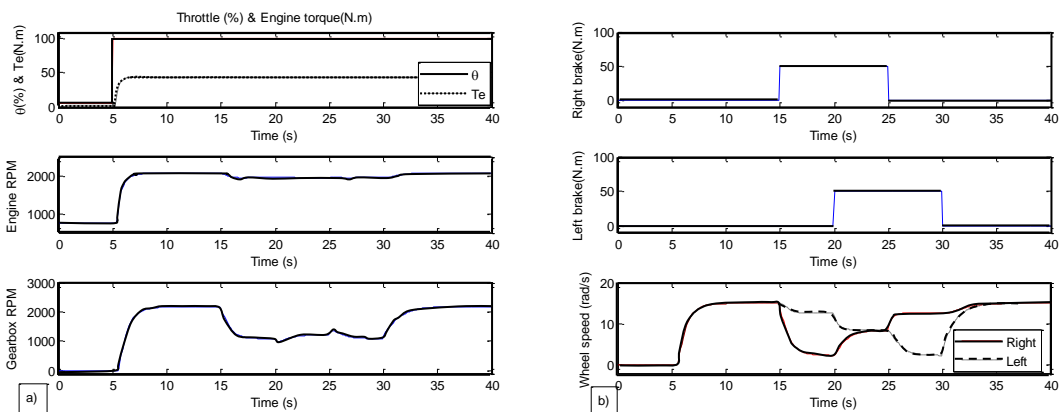 Throttle (%) & Engine torque(N.m)
θ(%) & Te(N.m)
100
50
0
θ
Te
0 5 10 15 20 25 30 35 40
Time (s)
Engine RPM
2000
1000
0 5 10 15 20 25 30 35 40
Time (s)
Gearbox RPM
3000
2000
1000
0
0 5 10 15 20 25 30 35 40
Time (s)
a)
Right brake(N.m)
100
50
0
0 5 10 15 20 25 30 35 40
Time (s)
Left brake(N.m)
100
50
0
0 5 10 15 20 25 30 35 40
Time (s)
Wheel speed (rad/s)
20
10
0
Right
Left
0 5 10 15 20 25 30 35 40
Time (s)
b)